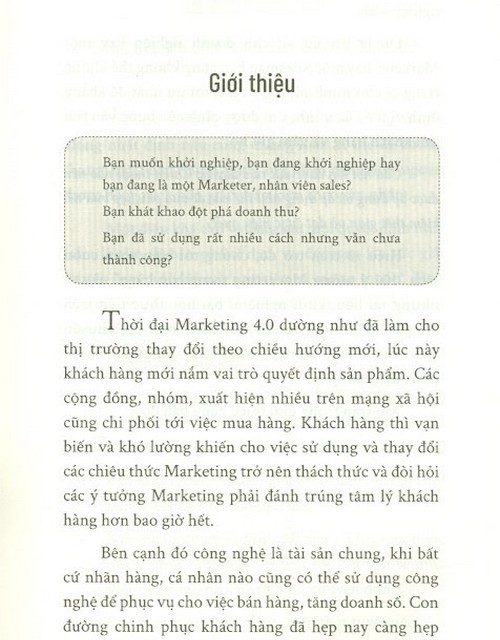 Giới thiệu
Bạn muốn khởi nghiệp, bạn đang khởi nghiệp hay
bạn đang là một Marketer, nhân viên sales?
Bạn khát khao đột phá doanh thu?
Bạn đã sử dụng rất nhiều cách nhưng vẫn chưa
thành công?
Thời đại Marketing 4.0 dường như đã làm cho
thị trường thay đổi theo chiều hướng mới, lúc này
khách hàng mới nắm vai trò quyết định sản phẩm. Các
cộng đồng, nhóm, xuất hiện nhiều trên mạng xã hội
cũng chi phối tới việc mua hàng. Khách hàng thì vạn
biến và khó lường khiến cho việc sử dụng và thay đổi
các chiêu thức Marketing trở nên thách thức và đòi hỏi
các ý tưởng Marketing phải đánh trúng tâm lý khách
hàng hơn bao giờ hết.
Bên cạnh đó công nghệ là tài sản chung, khi bất
cứ nhãn hàng, cá nhân nào cũng có thể sử dụng công
nghệ để phục vụ cho việc bán hàng, tăng doanh số. Con
đường chinh phục khách hàng đã hẹp nay càng hẹp